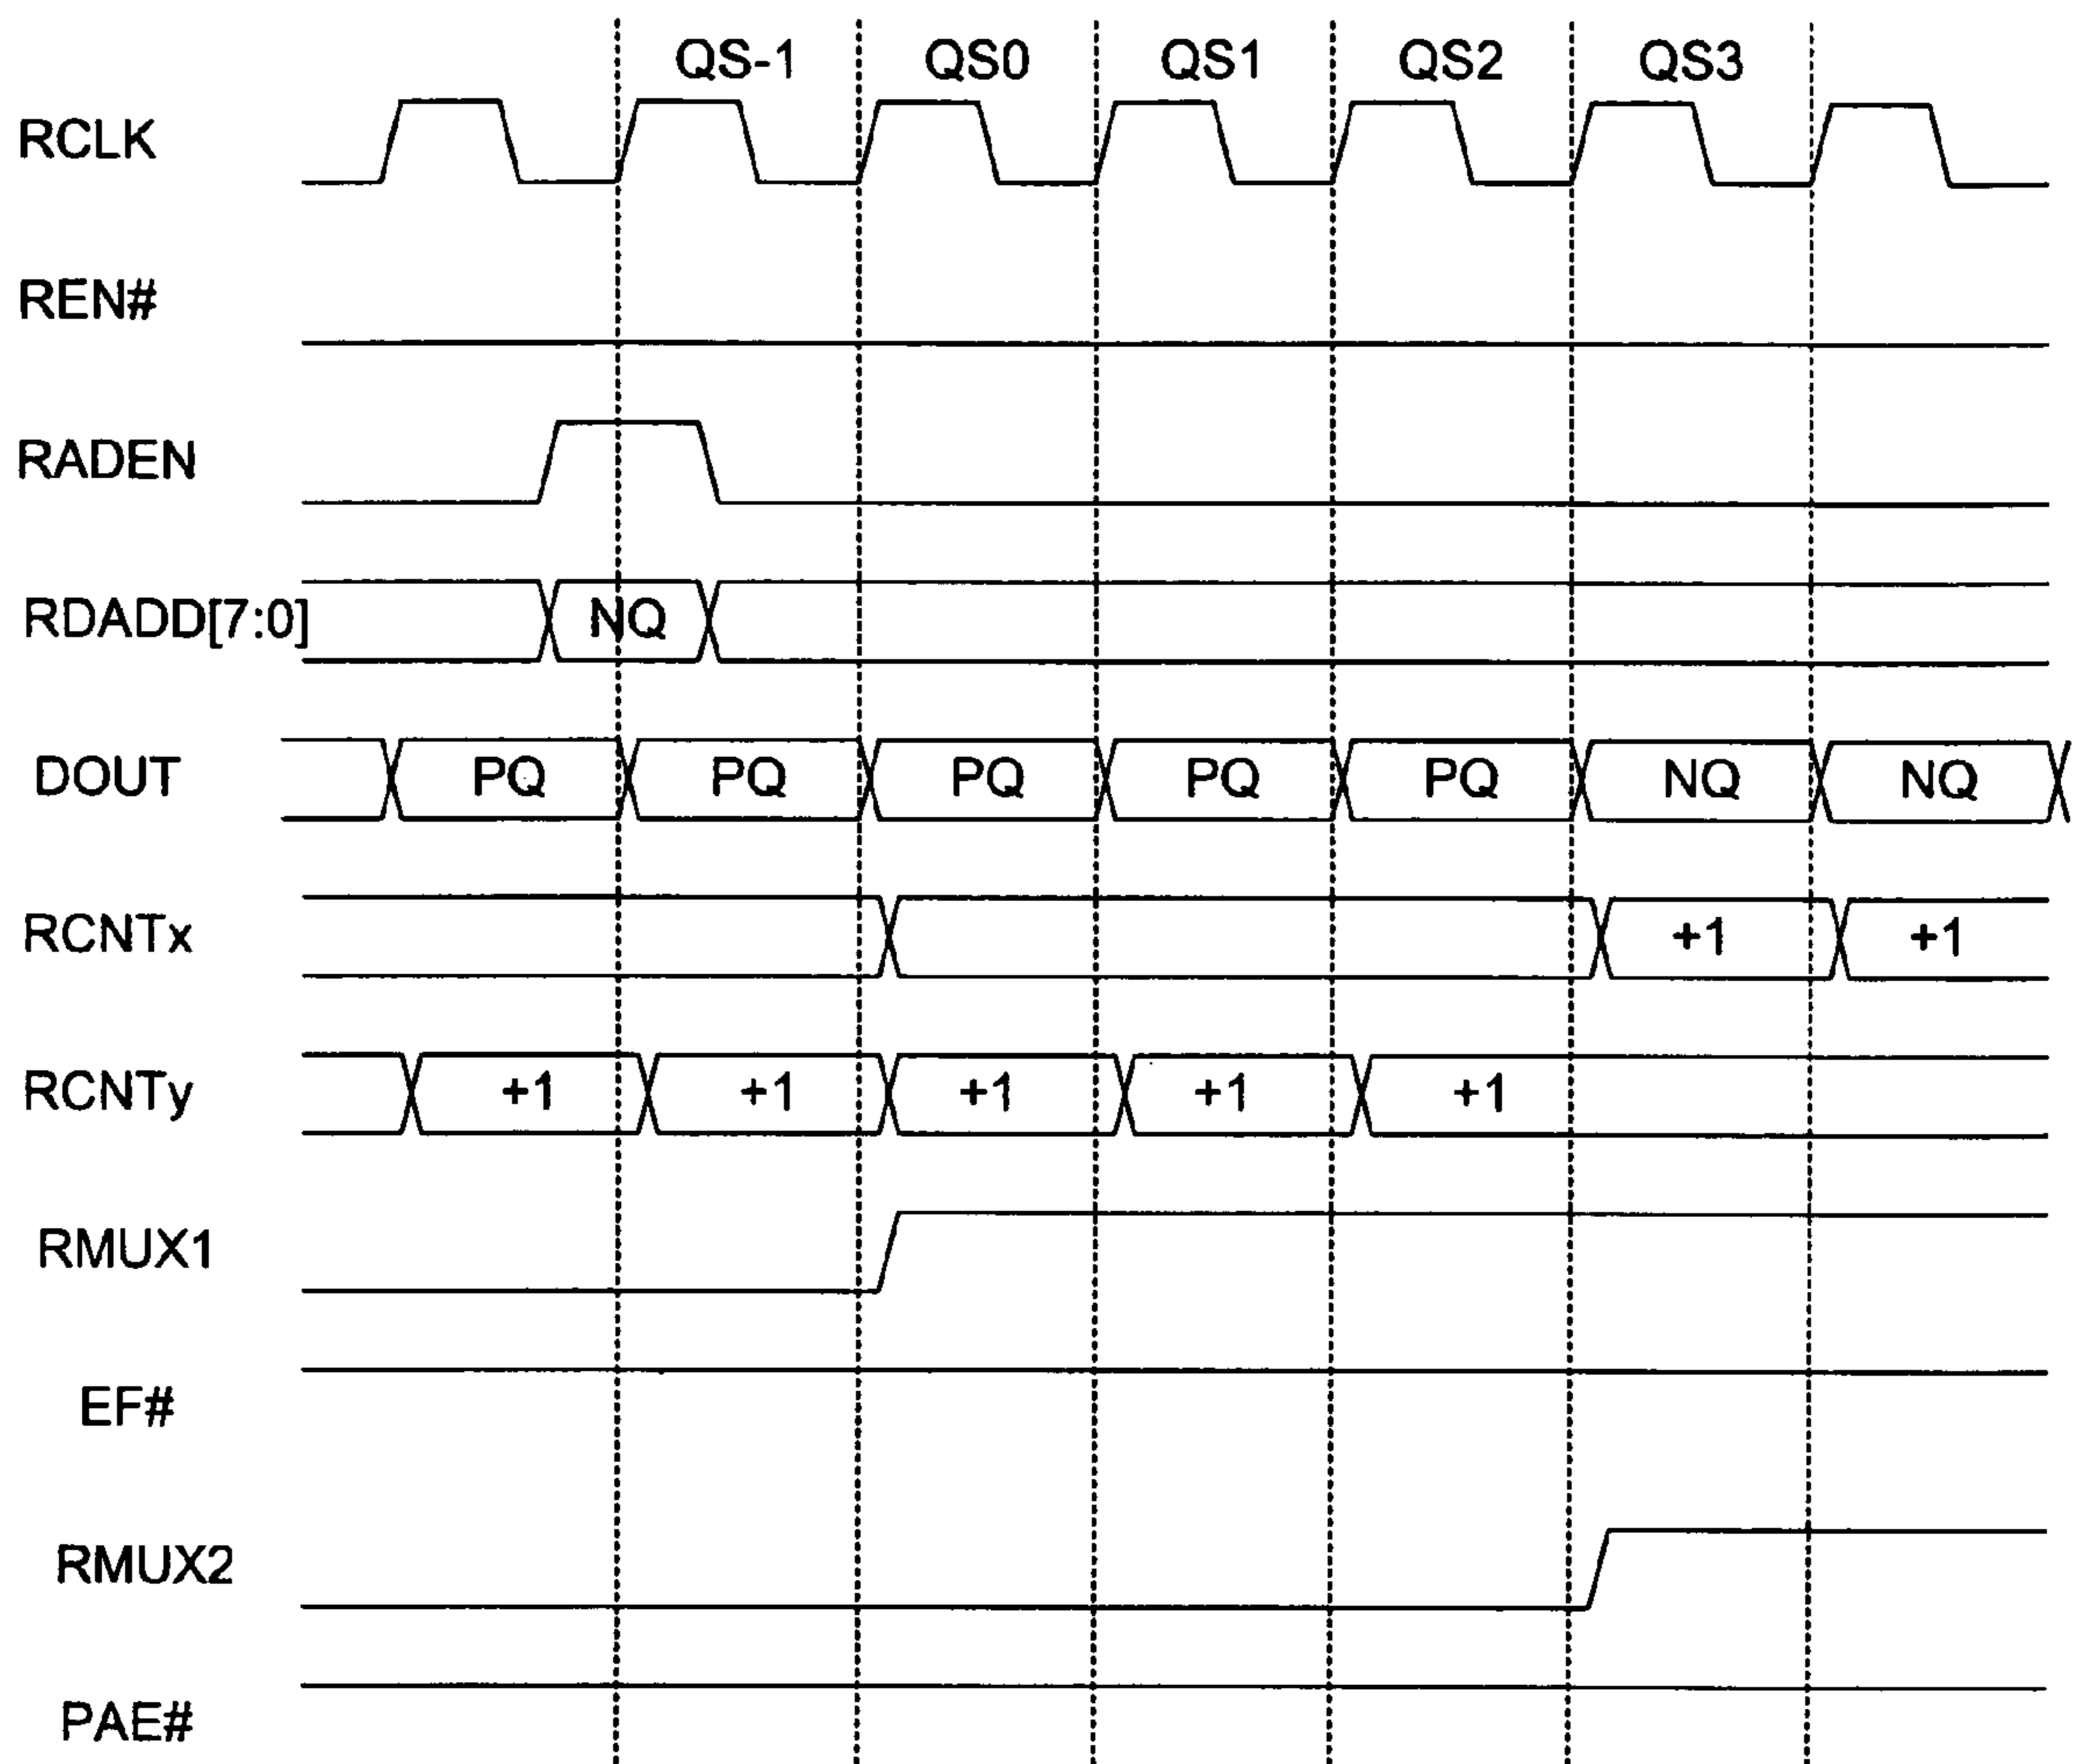 QS-1 QS0 QS1 QS2 QS3
RCLK
REN#
RADEN
RDADD[7:0] NQ
DOUT PQ PQ PQ PQ PQ NQ NQ
RCNTx +1 +1
RCNTy +1 +1 +1 +1 +1
RMUX1
EF#
RMUX2
PAE#